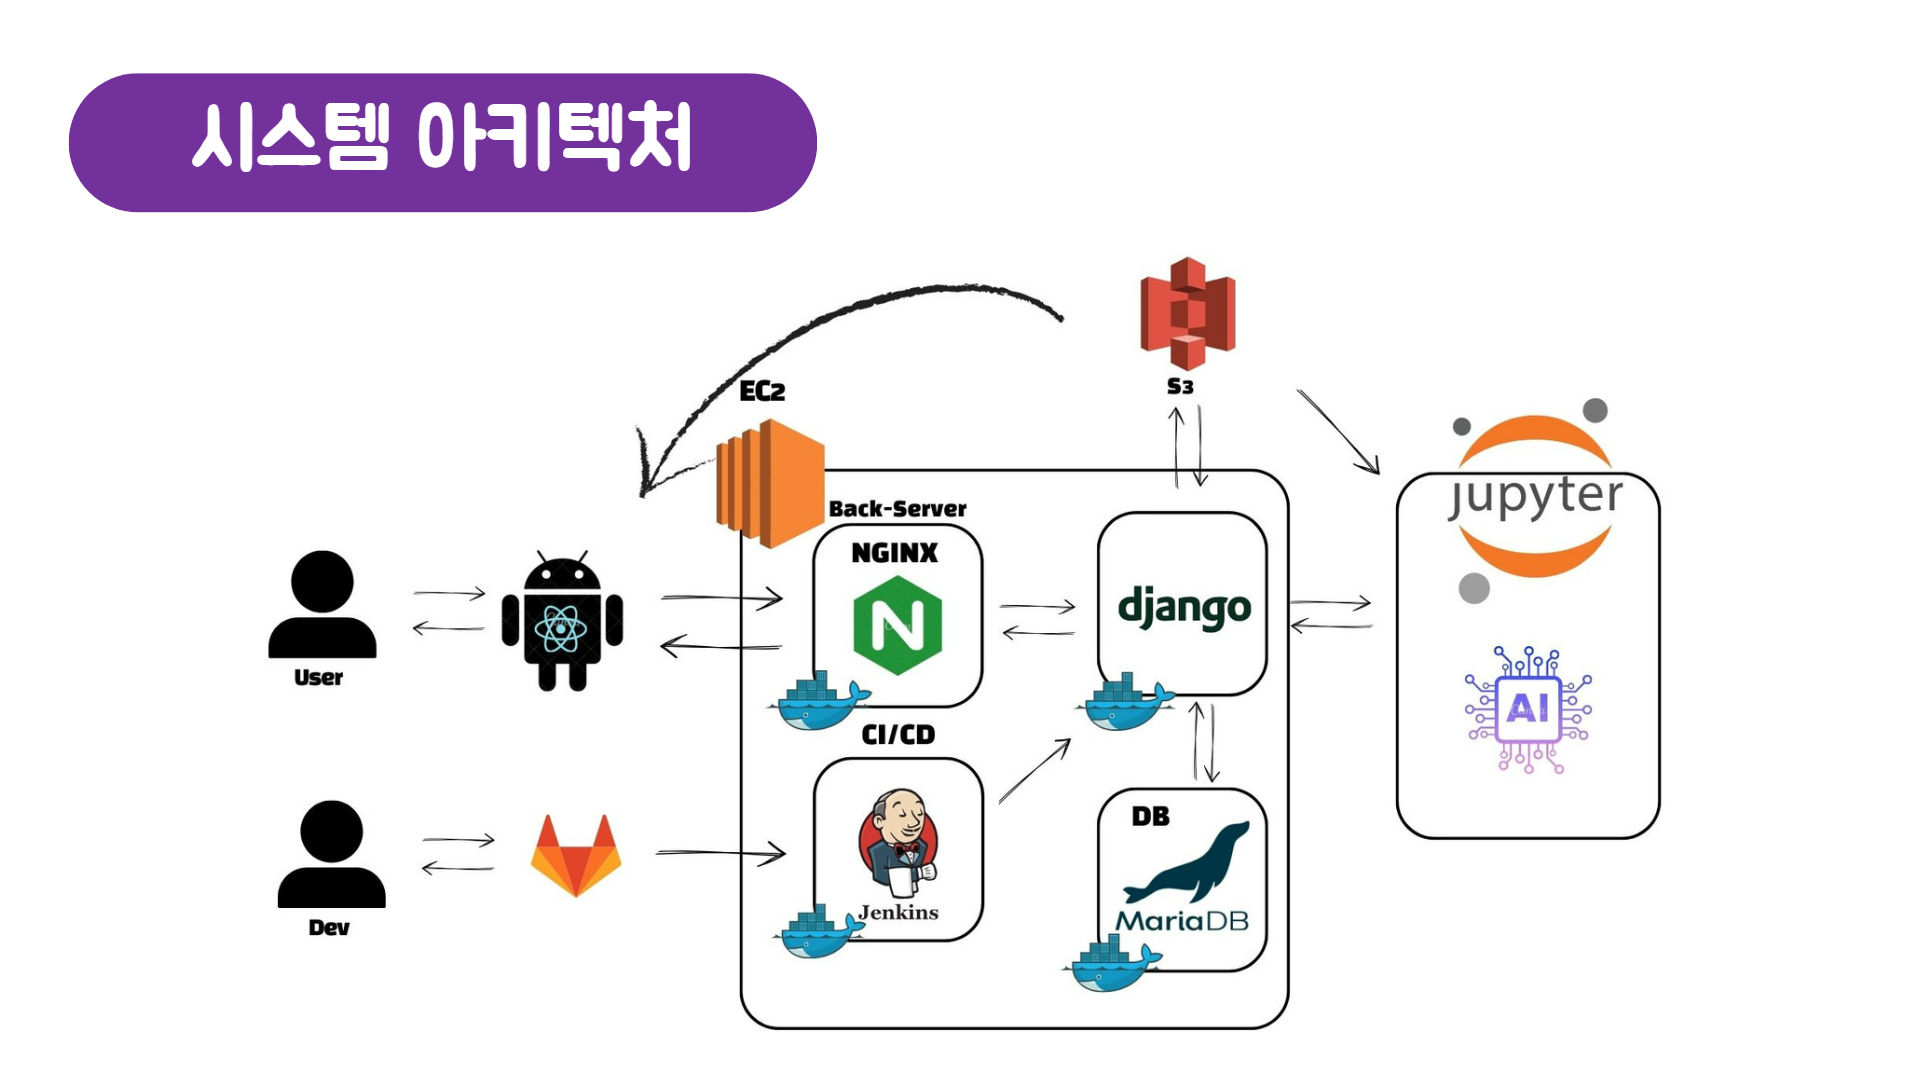 시스템 아키텍처
S3
EC2
Back-Server
NGINX
N
django
jupyter
AI
User
CI/CD
Jenkins
DB
MariaDB
Dev